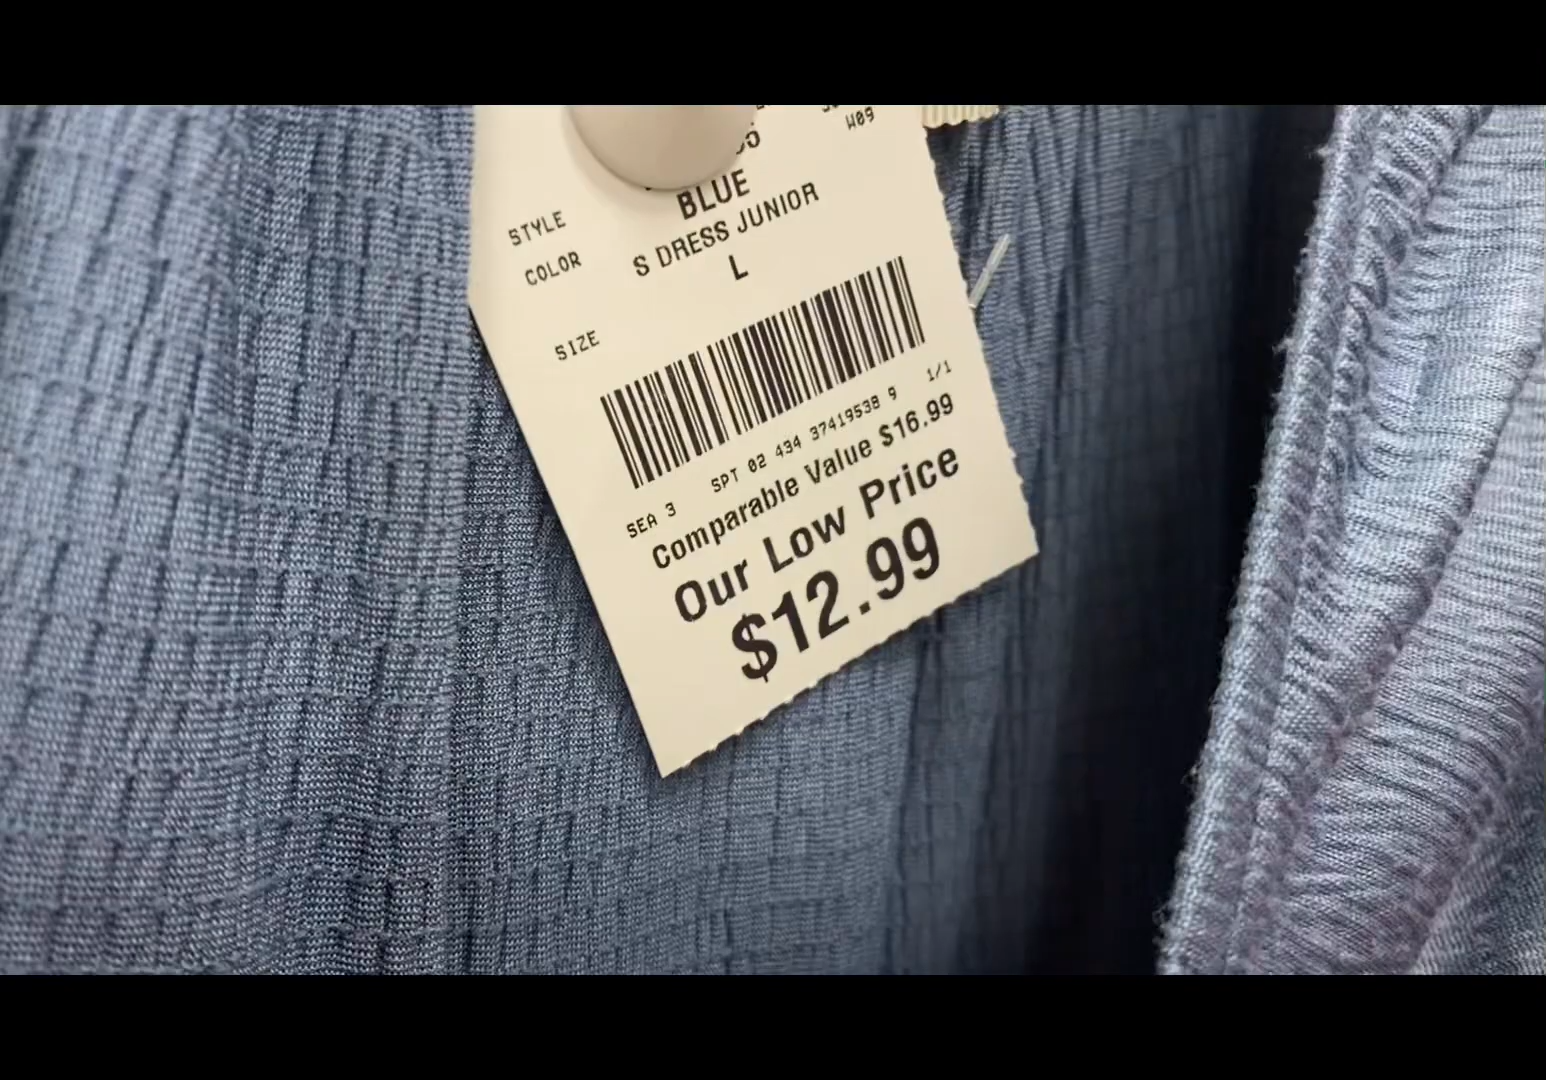 W09
STYLE
BLUE
COLOR
S DRESS JUNIOR
L
SIZE
SEA 3 SPT 02 434 37419538 9 1/1
Comparable Value $16.99
Our Low Price
$12.99